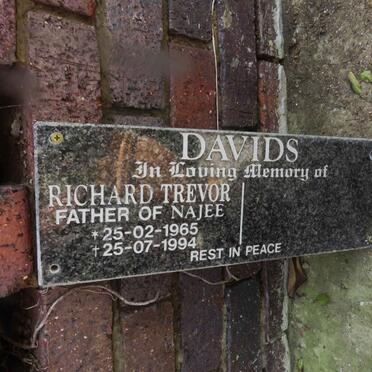 DAVIDS
In Loving Memory of
RICHARD TREVOR
FATHER OF NAJEE
*25-02-1965
†25-07-1994
REST IN PEACE